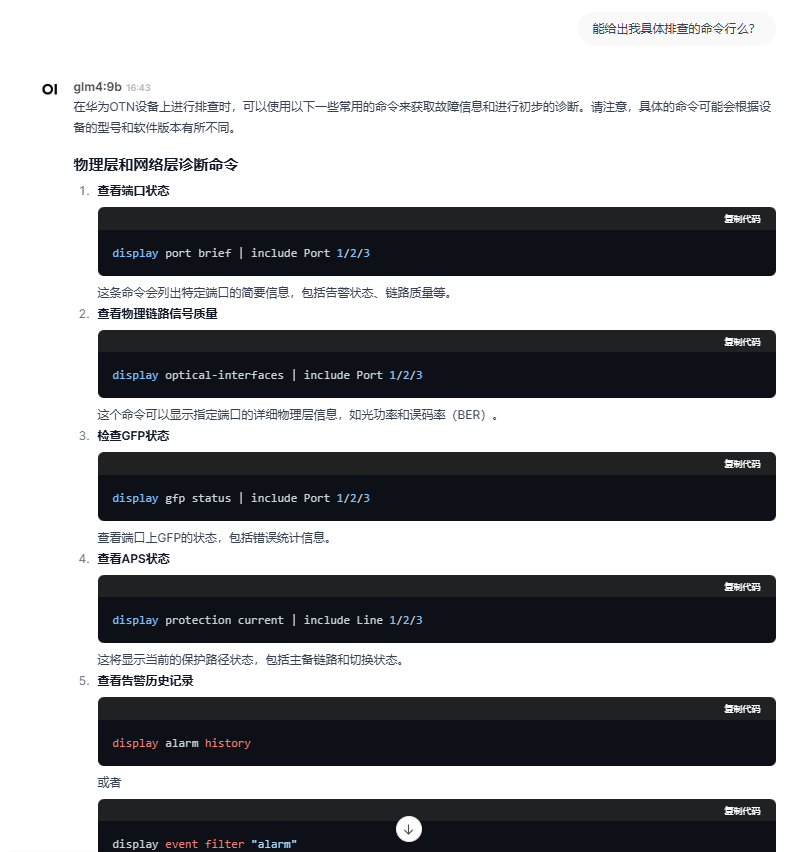 能给出我具体排查的命令行么?
OI glm4:9b 16:43
在华为OTN设备上进行排查时，可以使用以下一些常用的命令来获取故障信息和进行初步的诊断。请注意，具体的命令可能会根据设
备的型号和软件版本有所不同。
物理层和网络层诊断命令
1. 查看端口状态
复制代码
display port brief | include Port 1/2/3
这条命令会列出特定端口的简要信息，包括告警状态、链路质量等。
2. 查看物理链路信号质量
复制代码
display optical-interfaces | include Port 1/2/3
这个命令可以显示指定端口的详细物理层信息，如光功率和误码率（BER）。
3. 检查GFP状态
复制代码
display gfp status | include Port 1/2/3
查看端口上GFP的状态，包括错误统计信息。
4. 查看APS状态
复制代码
display protection current | include Line 1/2/3
这将显示当前的保护路径状态，包括主备链路和切换状态。
5. 查看告警历史记录
复制代码
display alarm history
或者
复制代码
display event filter "alarm"